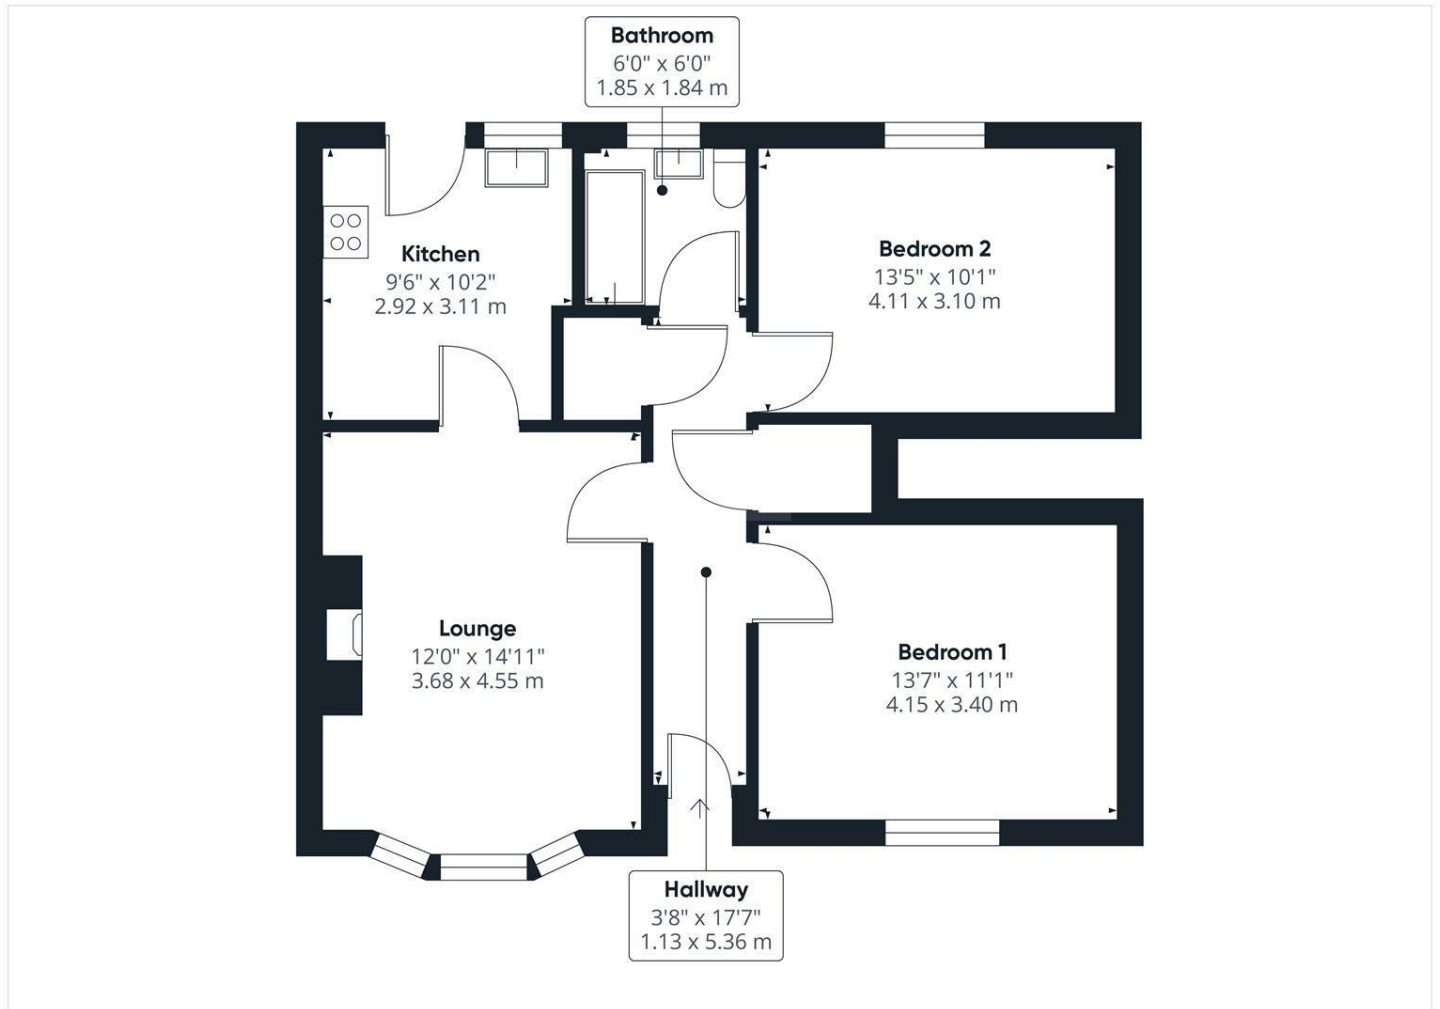 Bathroom
6'0" x 6'0"
1.85 x 1.84 m
Kitchen
9'6" x 10'2"
2.92 x 3.11 m
Bedroom 2
13'5" x 10'1"
4.11 x 3.10 m
Lounge
12'0" x 14'11"
3.68 x 4.55 m
Bedroom 1
13'7" x 11'1"
4.15 x 3.40 m
Hallway
3'8" x 17'7"
1.13 x 5.36 m